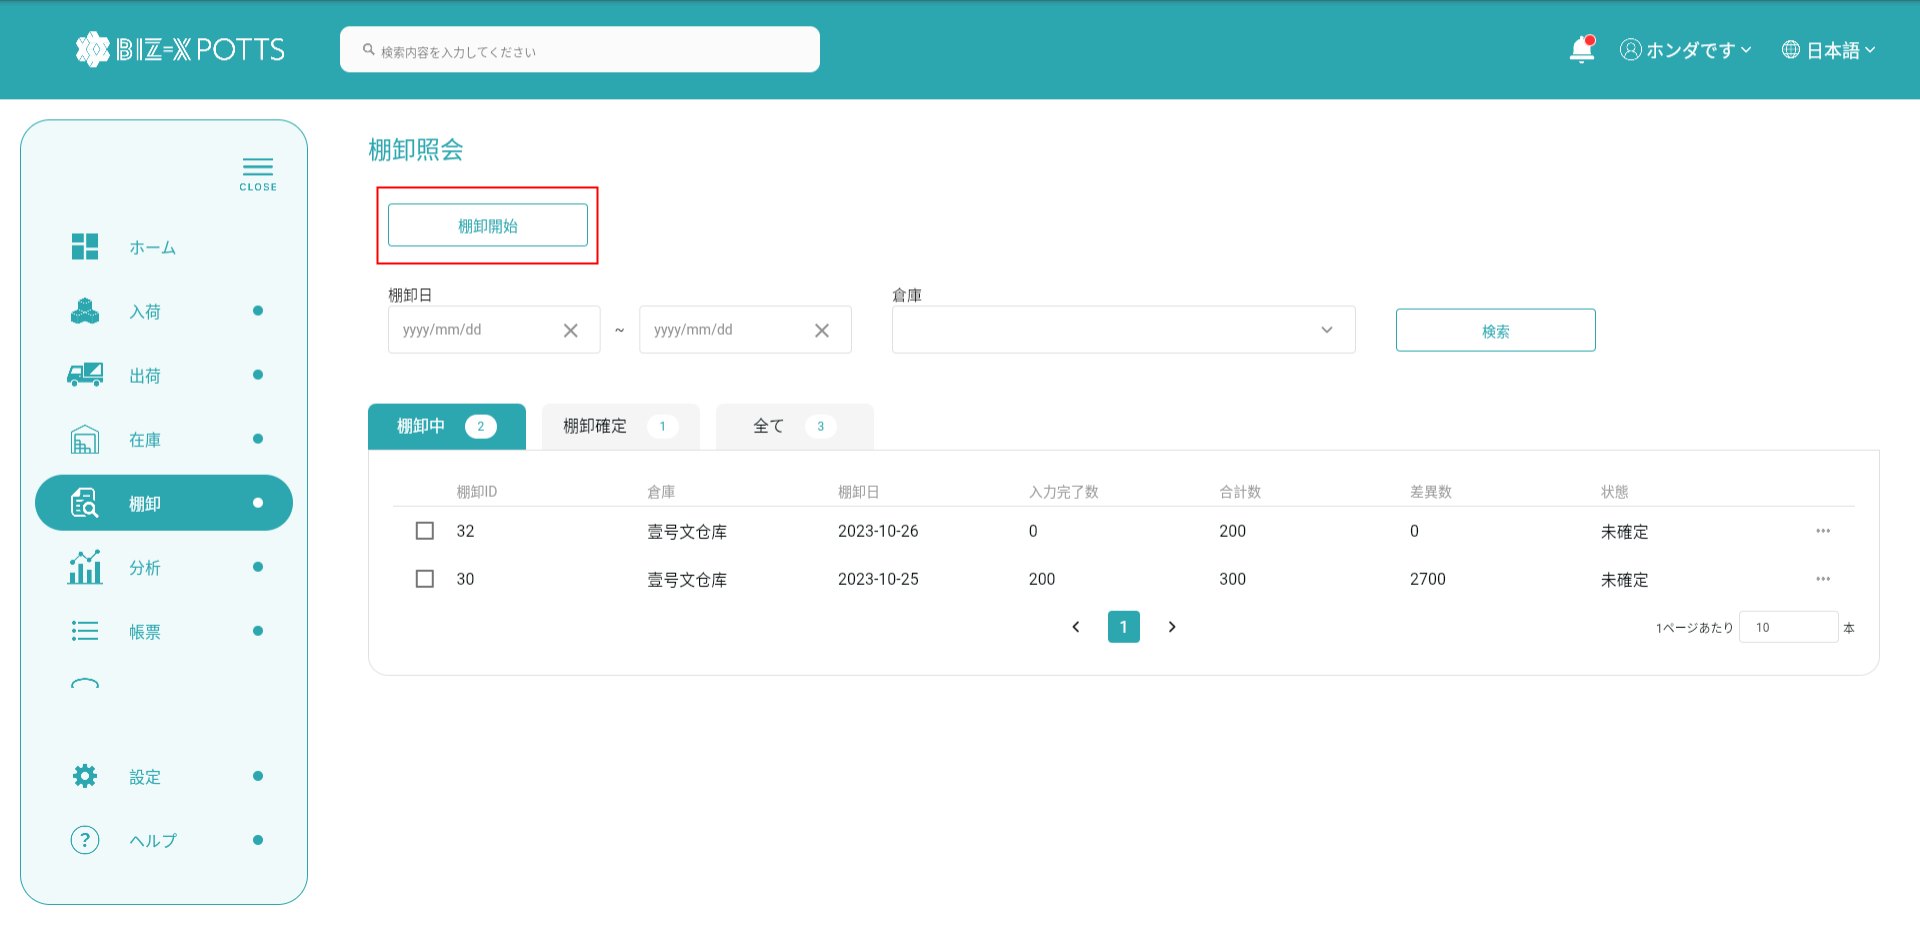 BIZ=X POTTS
検索内容を入力してください
ホンダです
日本語
CLOSE
ホーム
入荷
出荷
在庫
棚卸
分析
帳票
設定
? ヘルプ
棚卸照会
棚卸開始
棚卸日
倉庫
yyyy/mm/dd ~ yyyy/mm/dd
検索
棚卸中 2 棚卸確定 1 全て 3
棚卸ID 倉庫 棚卸日 入力完了数 合計数 差異数 状態
32 壹号文仓库 2023-10-26 0 200 0 未確定 ···
30 壹号文仓库 2023-10-25 200 300 2700 未確定 ···
< 1 > 1ページあたり 10 本